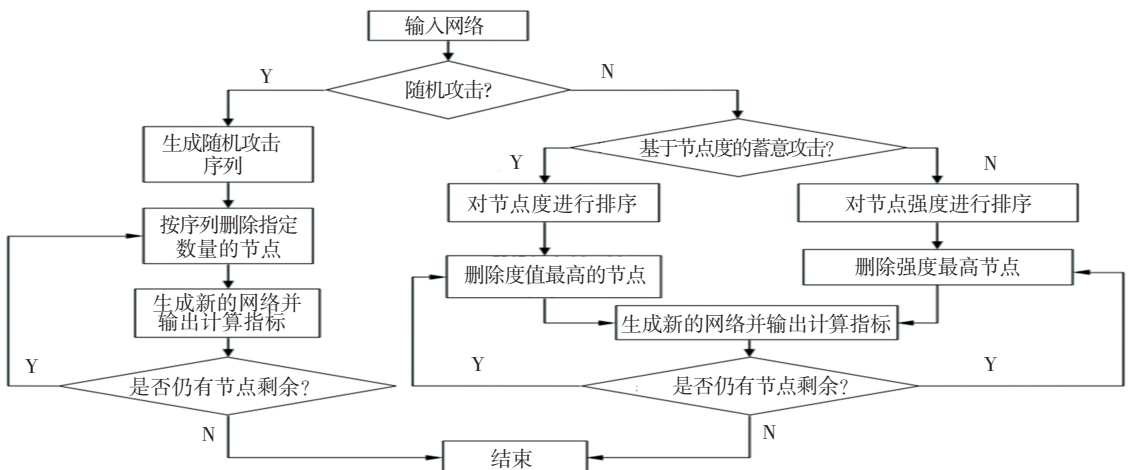 输入网络
随机攻击?
Y
N
生成随机攻击
序列
基于节点度的蓄意攻击?
Y
N
对节点度进行排序
对节点强度进行排序
按序列删除指定
数量的节点
删除度值最高的节点
删除强度最高节点
生成新的网络并
输出计算指标
生成新的网络并输出计算指标
Y
是否仍有节点剩余?
Y
是否仍有节点剩余?
Y
N
N
结束